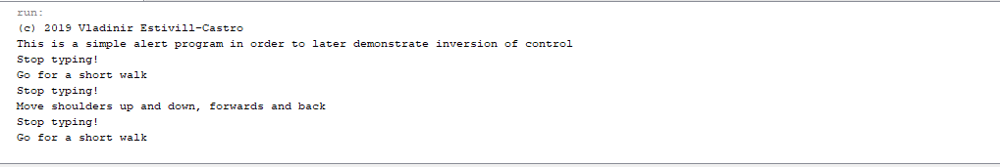 run:
(c) 2019 Vladinir Estivill-Castro
This is a simple alert program in order to later demonstrate inversion of control
Stop typing!
Go for a short walk
Stop typing!
Move shoulders up and down, forwards and back
Stop typing!
Go for a short walk